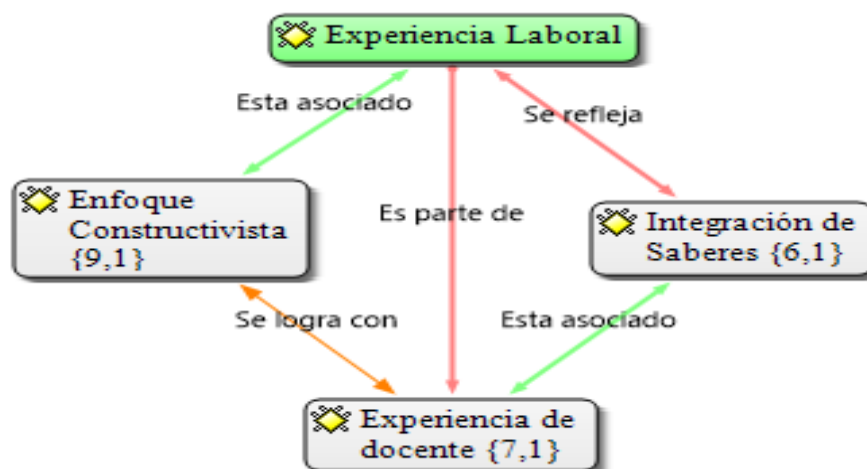 Experiencia Laboral
Esta asociado
Se refleja
Enfoque
Constructivista
{9,1}
Es parte de
Integración de
Saberes {6,1}
Se logra con
Esta asociado
Experiencia de
docente {7,1}